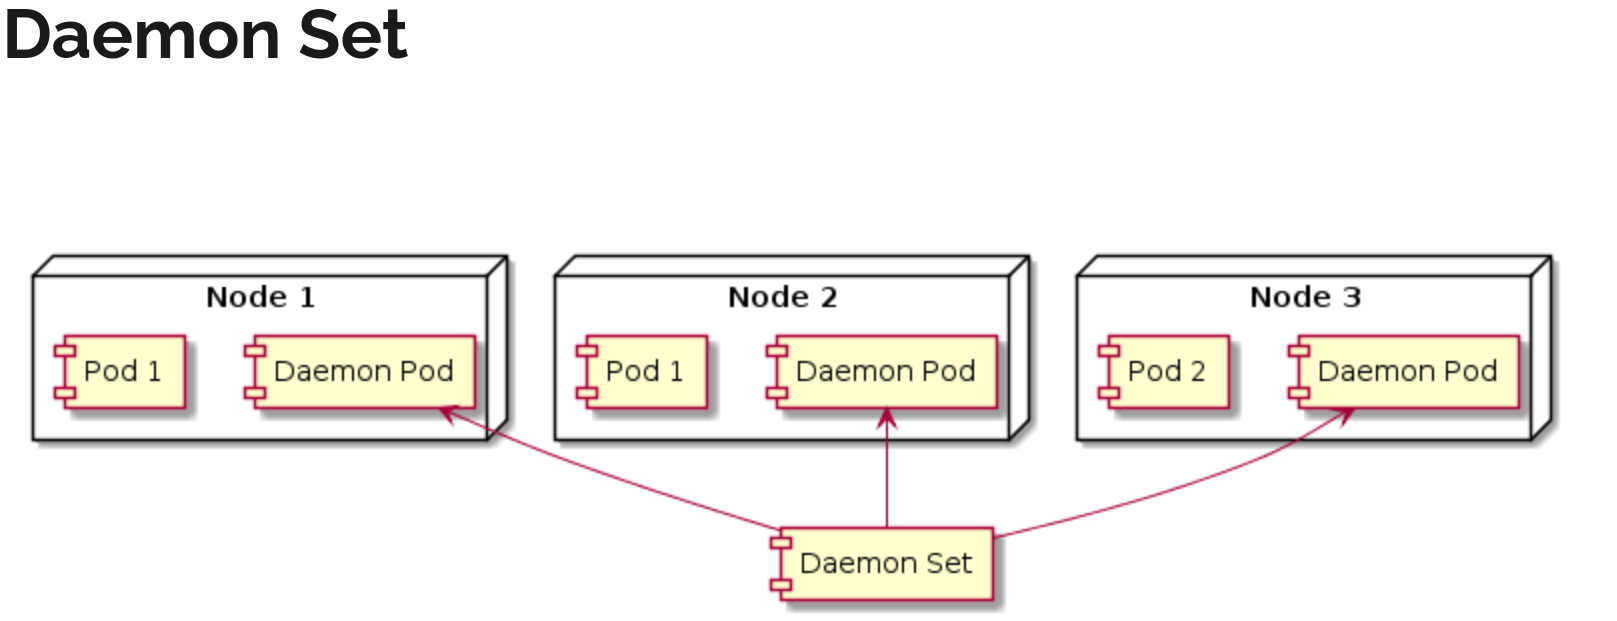 Daemon Set
Node 1
Pod 1
Daemon Pod
Node 2
Pod 1
Daemon Pod
Node 3
Pod 2
Daemon Pod
Daemon Set